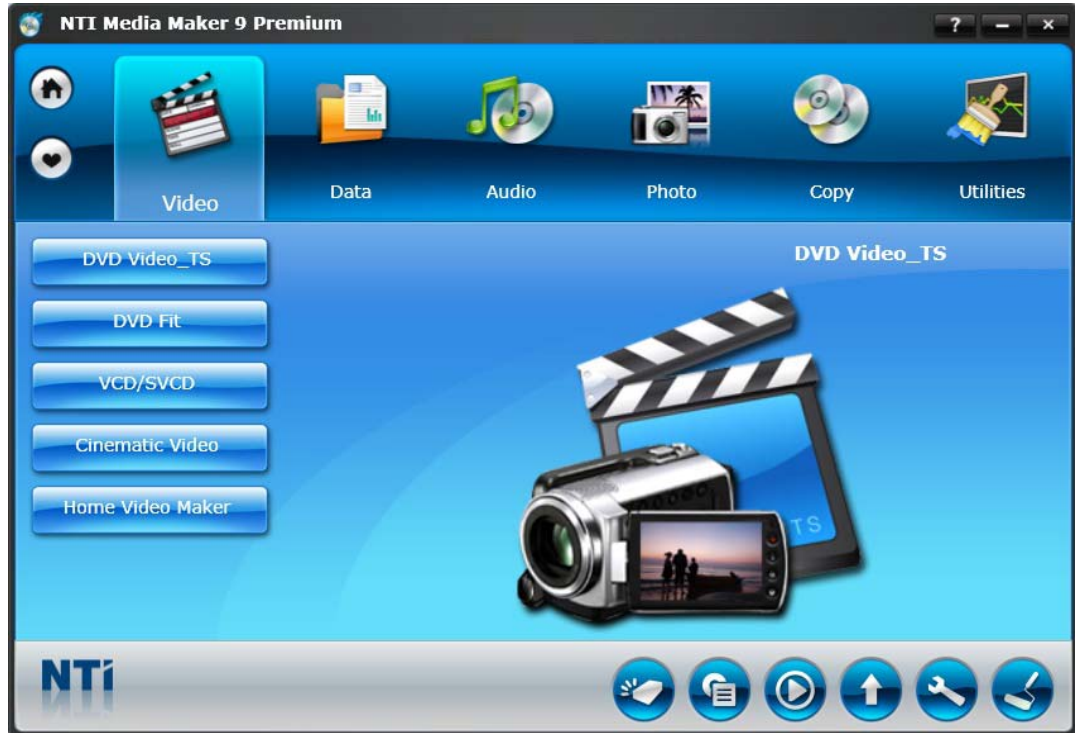 NTI Media Maker 9 Premium
? – ×
Video
Data
Audio
Photo
Copy
Utilities
DVD Video_TS
DVD Fit
VCD/SVCD
Cinematic Video
Home Video Maker
DVD Video_TS
TS
NTi